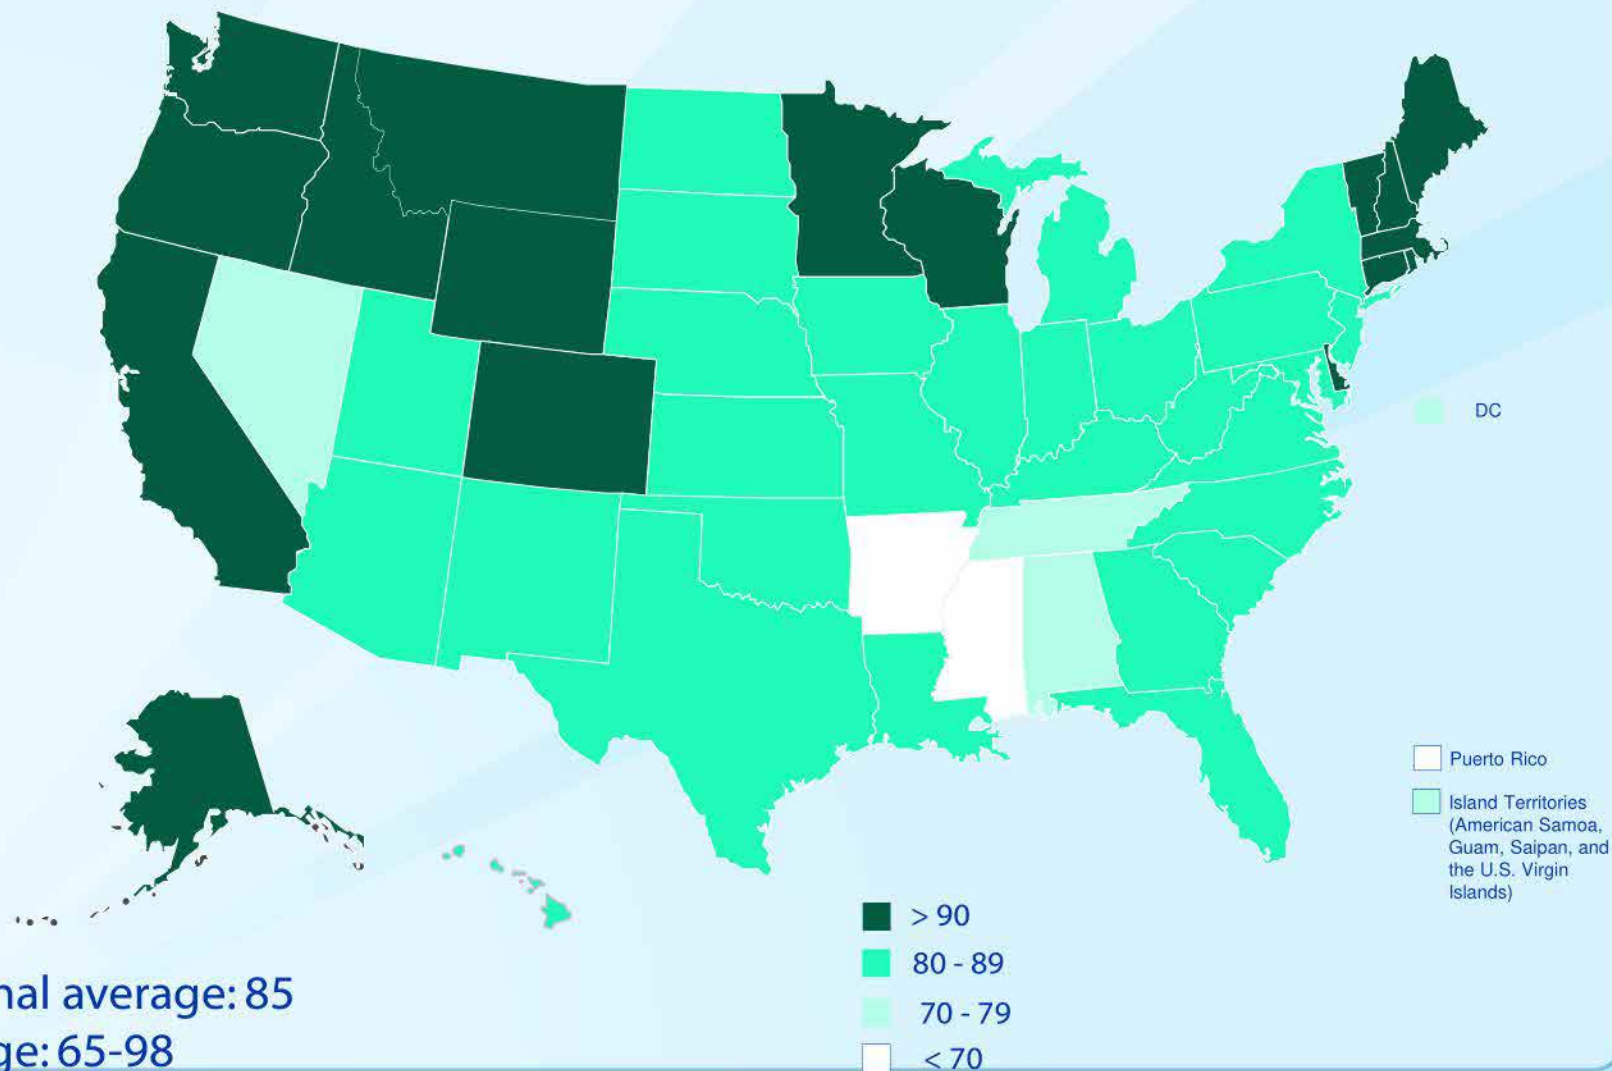 DC
Puerto Rico
Island Territories
(American Samoa,
Guam, Saipan, and
the U.S. Virgin
Islands)
> 90
80 - 89
70 - 79
< 70
nal average: 85
ge: 65-98